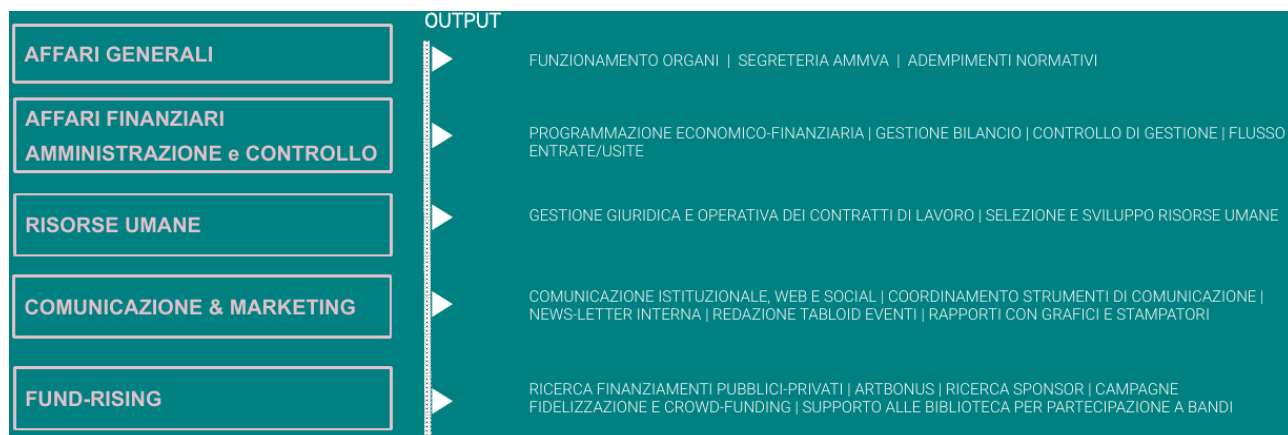 OUTPUT
AFFARI GENERALI
FUNZIONAMENTO ORGANI | SEGRETERIA AMMVA | ADEMPIMENTI NORMATIVI
AFFARI FINANZIARI
AMMINISTRAZIONE e CONTROLLO
PROGRAMMAZIONE ECONOMICO-FINANZIARIA | GESTIONE BILANCIO | CONTROLLO DI GESTIONE | FLUSSO
ENTRATE/USITE
RISORSE UMANE
GESTIONE GIURIDICA E OPERATIVA DEI CONTRATTI DI LAVORO | SELEZIONE E SVILUPPO RISORSE UMANE
COMUNICAZIONE & MARKETING
COMUNICAZIONE ISTITUZIONALE, WEB E SOCIAL | COORDINAMENTO STRUMENTI DI COMUNICAZIONE |
NEWS-LETTER INTERNA | REDAZIONE TABLOID EVENTI | RAPPORTI CON GRAFICI E STAMPATORI
FUND-RISING
RICERCA FINANZIAMENTI PUBBLICI-PRIVATI | ARTBONUS | RICERCA SPONSOR | CAMPAGNE
FIDELIZZAZIONE E CROWD-FUNDING | SUPPORTO ALLE BIBLIOTECA PER PARTECIPAZIONE A BANDI